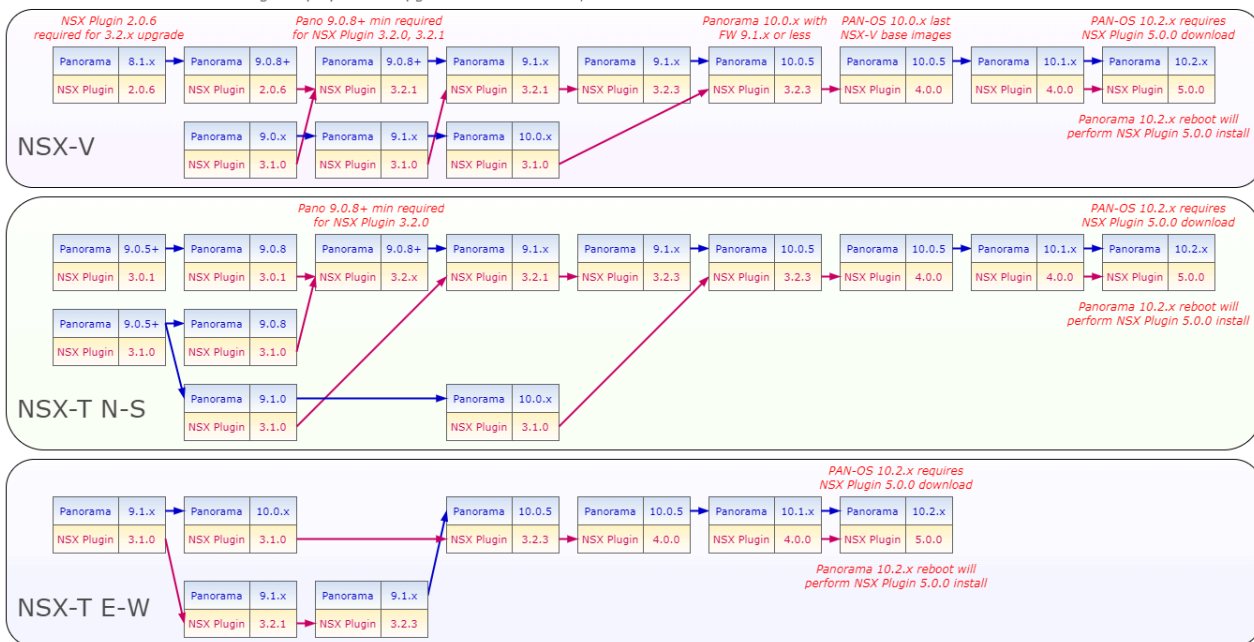 NSX Plugin 2.0.6
required for 3.2.x upgrade
Pano 9.0.8+ min required
for NSX Plugin 3.2.0, 3.2.1
Panorama 10.0.x with
FW 9.1.x or less
PAN-OS 10.0.x last
NSX-V base images
PAN-OS 10.2.x requires
NSX Plugin 5.0.0 download
Panorama 8.1.x Panorama 9.0.8+ Panorama 9.0.8+ Panorama 9.1.x Panorama 9.1.x Panorama 10.0.5 Panorama 10.0.5 Panorama 10.1.x Panorama 10.2.x
NSX Plugin 2.0.6 NSX Plugin 2.0.6 NSX Plugin 3.2.1 NSX Plugin 3.2.1 NSX Plugin 3.2.3 NSX Plugin 3.2.3 NSX Plugin 4.0.0 NSX Plugin 4.0.0 NSX Plugin 5.0.0
Panorama 10.2.x reboot will
perform NSX Plugin 5.0.0 install
Panorama 9.0.x Panorama 9.1.x Panorama 10.0.x
NSX Plugin 3.1.0 NSX Plugin 3.1.0 NSX Plugin 3.1.0
NSX-V
Pano 9.0.8+ min required
for NSX Plugin 3.2.0
PAN-OS 10.2.x requires
NSX Plugin 5.0.0 download
Panorama 9.0.5+ Panorama 9.0.8 Panorama 9.0.8+ Panorama 9.1.x Panorama 9.1.x Panorama 10.0.5 Panorama 10.0.5 Panorama 10.1.x Panorama 10.2.x
NSX Plugin 3.0.1 NSX Plugin 3.0.1 NSX Plugin 3.2.x NSX Plugin 3.2.1 NSX Plugin 3.2.3 NSX Plugin 3.2.3 NSX Plugin 4.0.0 NSX Plugin 4.0.0 NSX Plugin 5.0.0
Panorama 10.2.x reboot will
perform NSX Plugin 5.0.0 install
Panorama 9.0.5+ Panorama 9.0.8
NSX Plugin 3.1.0 NSX Plugin 3.1.0
Panorama 9.1.0 Panorama 10.0.x
NSX Plugin 3.1.0 NSX Plugin 3.1.0
NSX-T N-S
PAN-OS 10.2.x requires
NSX Plugin 5.0.0 download
Panorama 9.1.x Panorama 10.0.x Panorama 10.0.5 Panorama 10.0.5 Panorama 10.1.x Panorama 10.2.x
NSX Plugin 3.1.0 NSX Plugin 3.1.0 NSX Plugin 3.2.3 NSX Plugin 4.0.0 NSX Plugin 4.0.0 NSX Plugin 5.0.0
Panorama 10.2.x reboot will
perform NSX Plugin 5.0.0 install
Panorama 9.1.x Panorama 9.1.x
NSX Plugin 3.2.1 NSX Plugin 3.2.3
NSX-T E-W